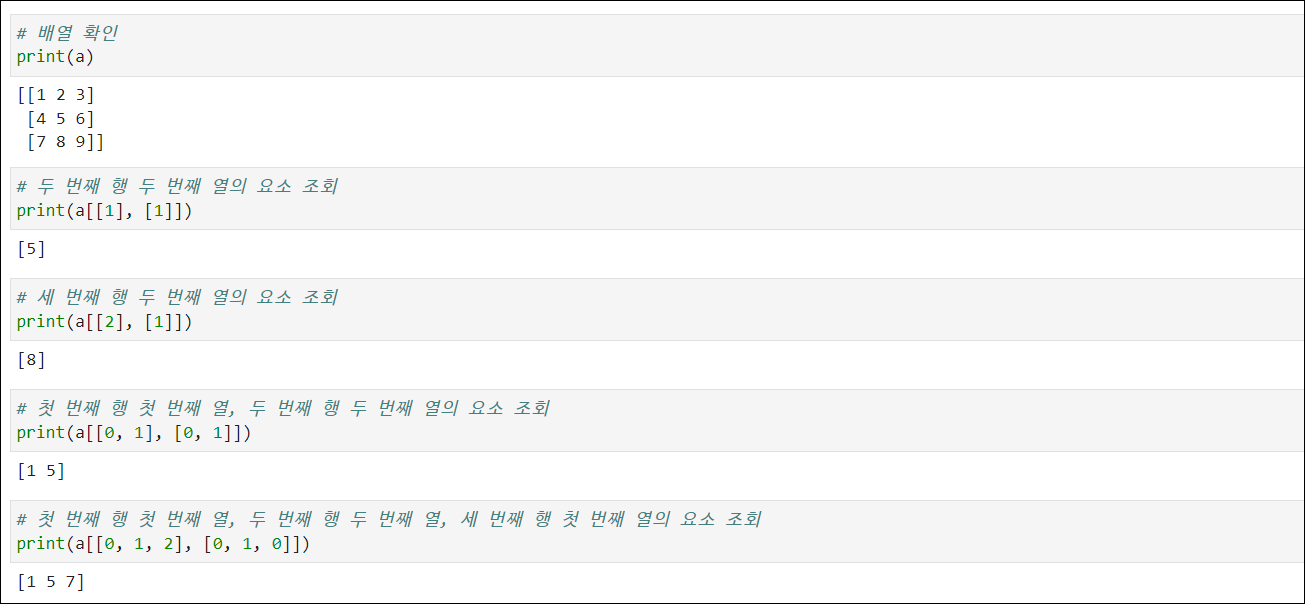 # 배열 확인
print(a)
[[1 2 3]
 [4 5 6]
 [7 8 9]]
# 두 번째 행 두 번째 열의 요소 조회
print(a[[1], [1]])
[5]
# 세 번째 행 두 번째 열의 요소 조회
print(a[[2], [1]])
[8]
# 첫 번째 행 첫 번째 열, 두 번째 행 두 번째 열의 요소 조회
print(a[[0, 1], [0, 1]])
[1 5]
# 첫 번째 행 첫 번째 열, 두 번째 행 두 번째 열, 세 번째 행 첫 번째 열의 요소 조회
print(a[[0, 1, 2], [0, 1, 0]])
[1 5 7]